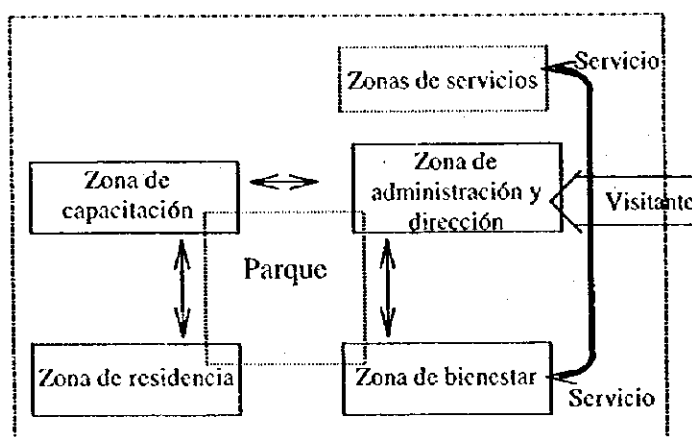 Servicio
Zonas de servicios
Zona de
capacitación
Zona de
administración y
dirección
Visitante
Parque
Zona de residencia
Zona de bienestar
Servicio